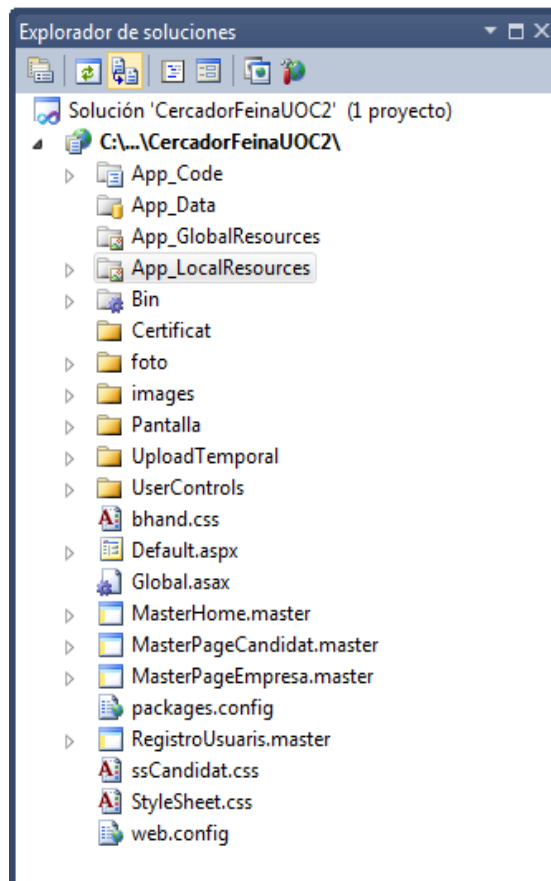 Explorador de soluciones
Solución 'CercadorFeinaUOC2' (1 proyecto)
C:\...\CercadorFeinaUOC2\
App_Code
App_Data
App_GlobalResources
App_LocalResources
Bin
Certificat
foto
images
Pantalla
UploadTemporal
UserControls
bhand.css
Default.aspx
Global.asax
MasterHome.master
MasterPageCandidat.master
MasterPageEmpresa.master
packages.config
RegistroUsuaris.master
ssCandidat.css
StyleSheet.css
web.config